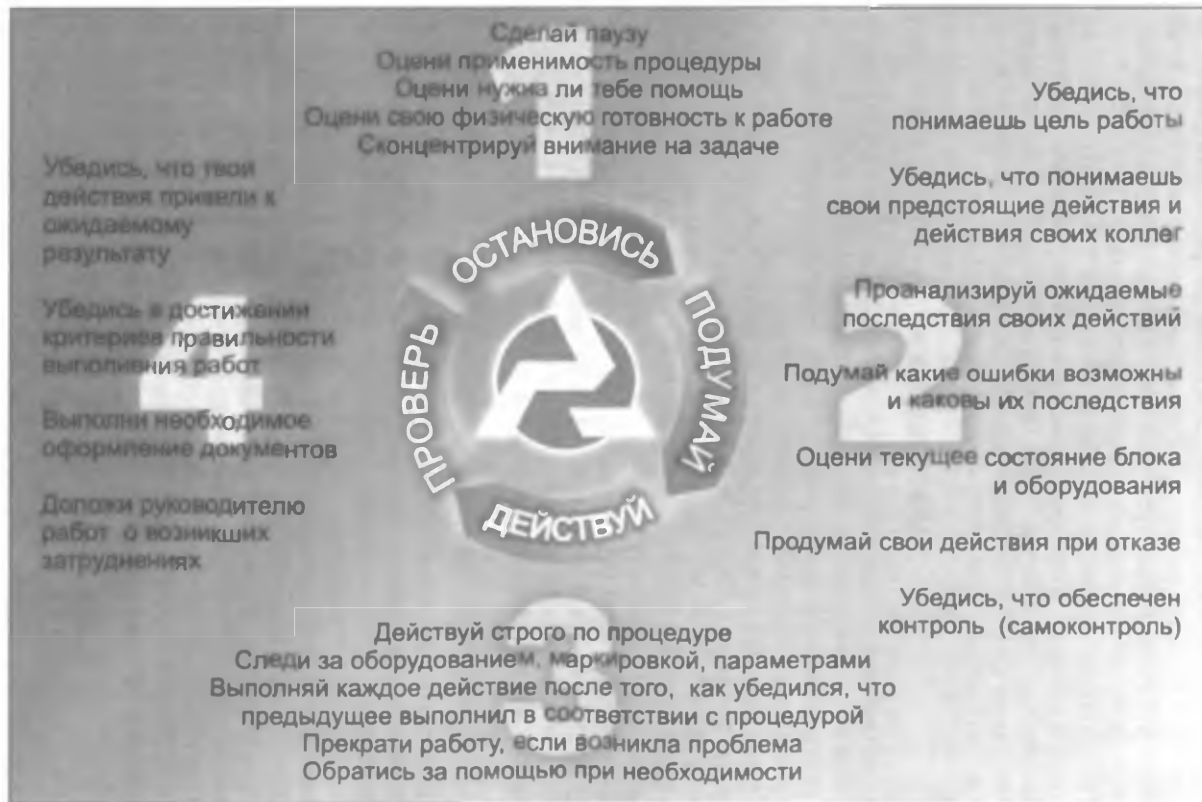 1
Сделай паузу
Оцени применимость процедуры
Оцени нужна ли тебе помощь
Оцени свою физическую готовность к работе
Сконцентрируй внимание на задаче
2
Убедись, что
понимаешь цель работы
Убедись, что понимаешь
свои предстоящие действия и
действия своих коллег
Проанализируй ожидаемые
последствия своих действий
Подумай какие ошибки возможны
и каковы их последствия
Оцени текущее состояние блока
и оборудования
Продумай свои действия при отказе
Убедись, что обеспечен
контроль (самоконтроль)
3
Действуй строго по процедуре
Следи за оборудованием, маркировкой, параметрами
Выполняй каждое действие после того, как убедился, что
предыдущее выполнил в соответствии с процедурой
Прекрати работу, если возникла проблема
Обратись за помощью при необходимости
4
Убедись, что твои
действия привели к
ожидаемому
результату
Убедись в достижении
критериев правильности
выполнения работ
Выполни необходимое
оформление документов
Доложи руководителю
работ о возникших
затруднениях
ОСТАНОВИСЬ
ПОДУМАЙ
ДЕЙСТВУЙ
ПРОВЕРЬ